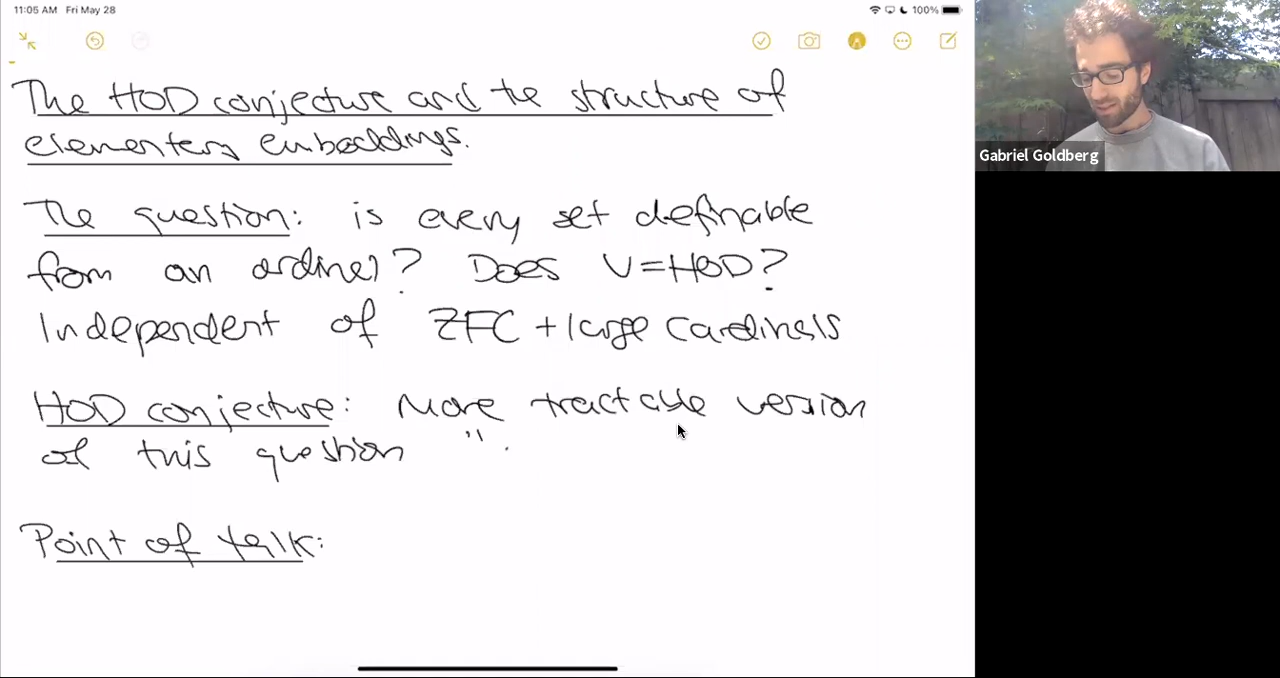 11:05 AM Fri May 28
100%
The HOD conjecture and the structure of
elementary embeddings.
Gabriel Goldberg
The question: is every set definable
from an ordinal? Does V=HOD?
Independent of ZFC + large cardinals
HOD conjecture: More tractable version
of this question ".
Point of talk: